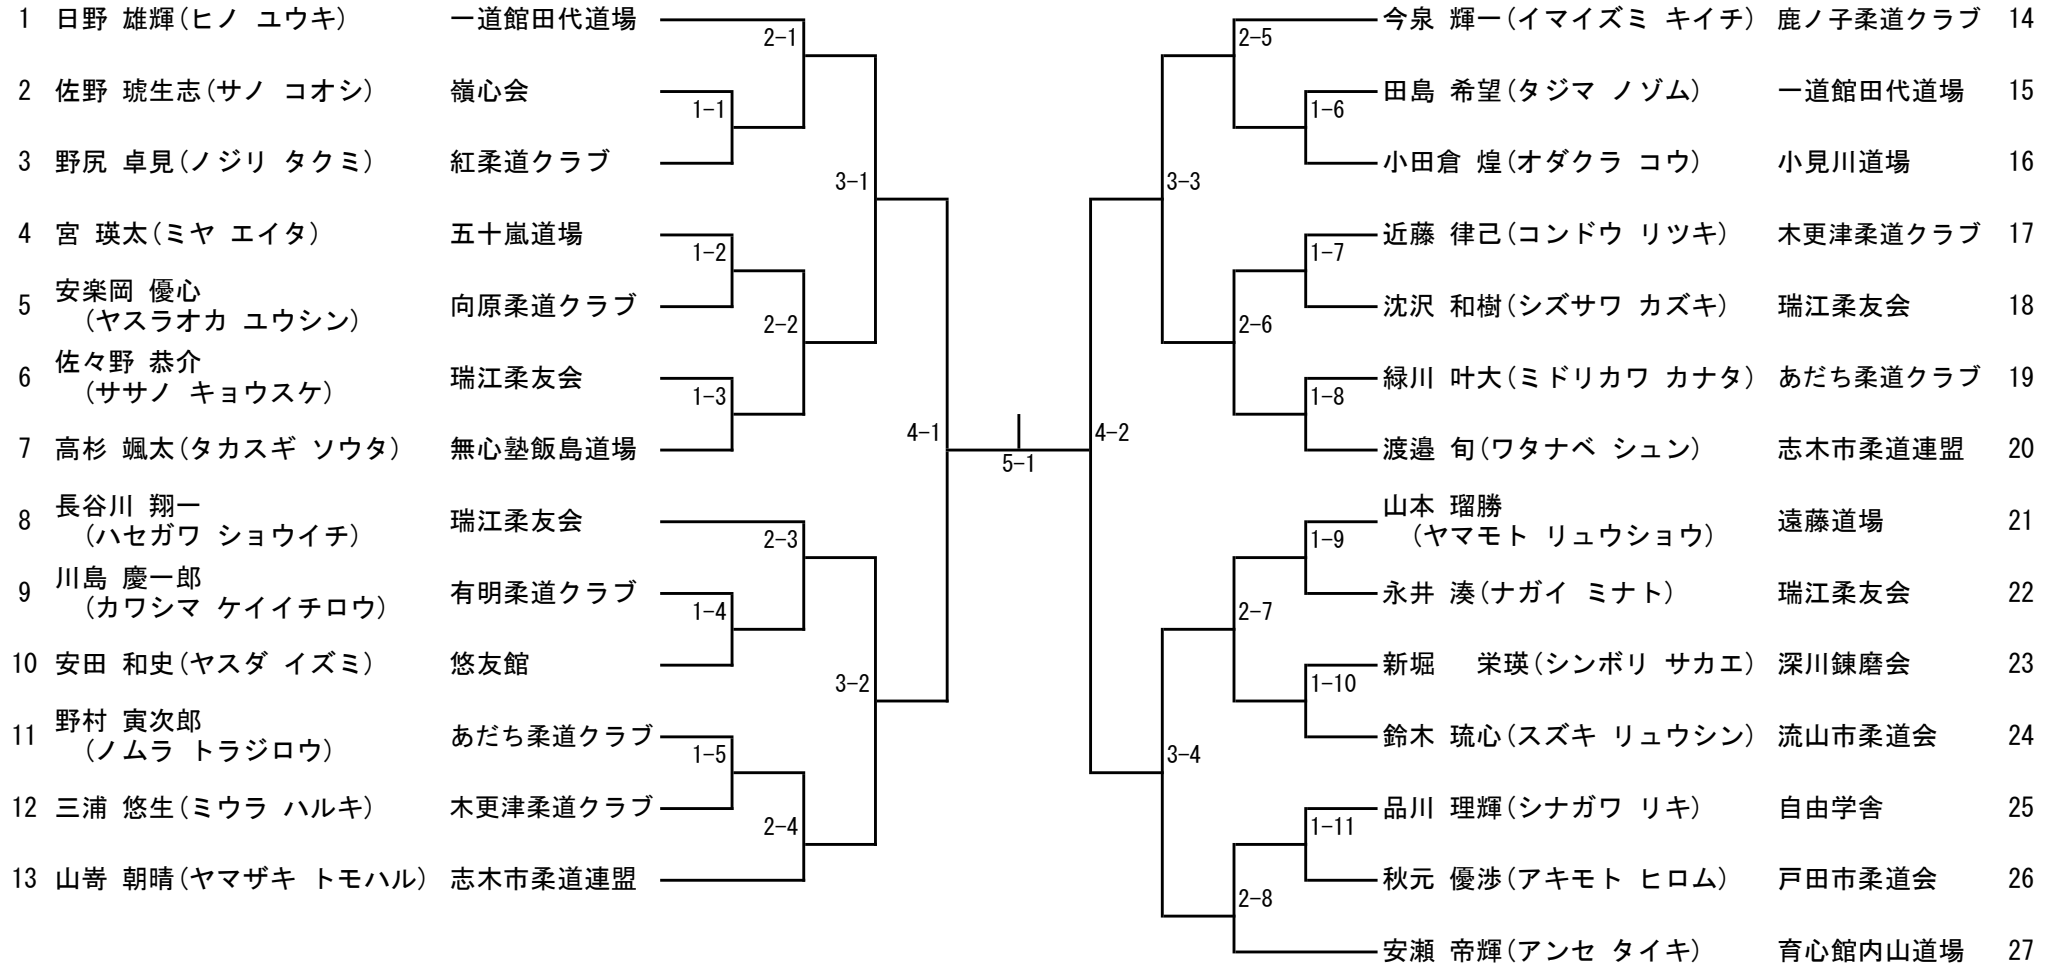 1 日野 雄輝(ヒノ ユウキ) 一道館田代道場
2 佐野 琥生志(サノ コオシ) 嶺心会
3 野尻 卓見(ノジリ タクミ) 紅柔道クラブ
4 宮 瑛太(ミヤ エイタ) 五十嵐道場
5 安楽岡 優心
(ヤスラオカ ユウシン) 向原柔道クラブ
6 佐々野 恭介
(ササノ キョウスケ) 瑞江柔友会
7 高杉 颯太(タカスギ ソウタ) 無心塾飯島道場
8 長谷川 翔一
(ハセガワ ショウイチ) 瑞江柔友会
9 川島 慶一郎
(カワシマ ケイイチロウ) 有明柔道クラブ
10 安田 和史(ヤスダ イズミ) 悠友館
11 野村 寅次郎
(ノムラ トラジロウ) あだち柔道クラブ
12 三浦 悠生(ミウラ ハルキ) 木更津柔道クラブ
13 山嵜 朝晴(ヤマザキ トモハル) 志木市柔道連盟
2-1
1-1
3-1
1-2
2-2
1-3
4-1
2-3
1-4
3-2
1-5
2-4
5-1
2-5
1-6
3-3
1-7
2-6
1-8
4-2
1-9
2-7
1-10
3-4
1-11
2-8
今泉 輝一(イマイズミ キイチ) 鹿ノ子柔道クラブ 14
田島 希望(タジマ ノゾム) 一道館田代道場 15
小田倉 煌(オダクラ コウ) 小見川道場 16
近藤 律己(コンドウ リツキ) 木更津柔道クラブ 17
沈沢 和樹(シズサワ カズキ) 瑞江柔友会 18
緑川 叶大(ミドリカワ カナタ) あだち柔道クラブ 19
渡邉 旬(ワタナベ シュン) 志木市柔道連盟 20
山本 瑠勝
(ヤマモト リュウショウ) 遠藤道場 21
永井 湊(ナガイ ミナト) 瑞江柔友会 22
新堀 栄瑛(シンボリ サカエ) 深川錬磨会 23
鈴木 琉心(スズキ リュウシン) 流山市柔道会 24
品川 理輝(シナガワ リキ) 自由学舎 25
秋元 優渉(アキモト ヒロム) 戸田市柔道会 26
安瀬 帝輝(アンセ タイキ) 育心館内山道場 27